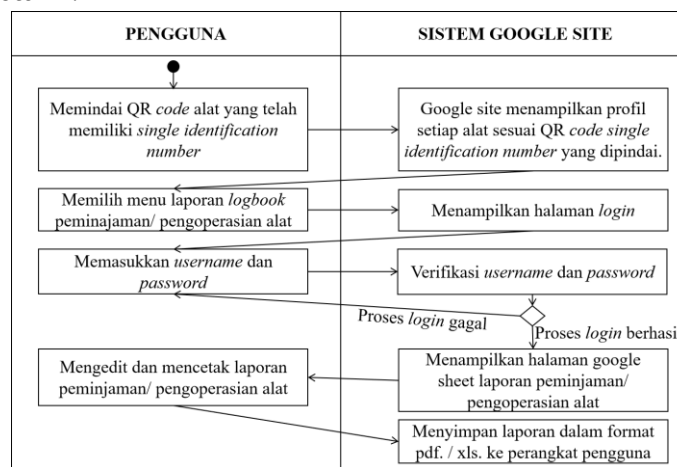 PENGGUNA
SISTEM GOOGLE SITE
Memindai QR code alat yang telah
memiliki single identification
number
Google site menampilkan profil
setiap alat sesuai QR code single
identification number yang dipindai.
Memilih menu laporan logbook
peminajaman/ pengoperasian alat
Menampilkan halaman login
Memasukkan username dan
password
Verifikasi username dan password
Proses login gagal
Proses login berhasi
Mengedit dan mencetak laporan
peminjaman/ pengoperasian alat
Menampilkan halaman google
sheet laporan peminjaman/
pengoperasian alat
Menyimpan laporan dalam format
pdf. / xls. ke perangkat pengguna